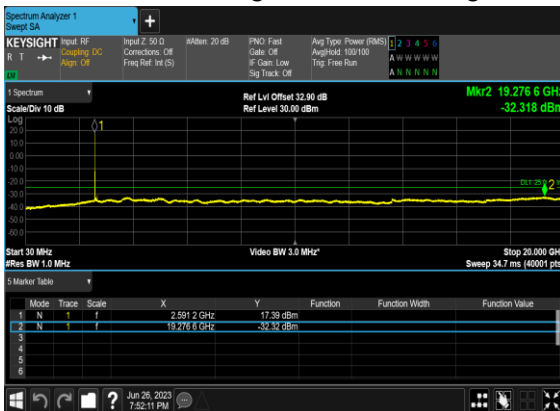 Spectrum Analyzer 1
Swept SA
KEYSIGHT Input: RF Input Z: 50 Ω #Atten: 20 dB PNO: Fast Avg Type: Power (RMS) 1 2 3 4 5 6
R T Coupling: DC Corrections: Off Gate: Off Avg|Hold: 100/100 A W W W W W
Align: Off Freq Ref: Int (S) IF Gain: Low Trig: Free Run
Sig Track: Off A N N N N N
1 Spectrum
Ref Lvl Offset 32.90 dB Mkr2 19.276 6 GHz
Scale/Div 10 dB Ref Level 30.00 dBm -32.318 dBm
Log
20.0
1
10.0
0.00
-10.0
-20.0
-30.0
2
-40.0
-50.0
-60.0
Start 30 MHz Video BW 3.0 MHz* Stop 20.000 GH
#Res BW 1.0 MHz Sweep 34.7 ms (40001 pts
5 Marker Table
Mode Trace Scale X Y Function Function Width Function Value
1 N 1 f 2.591 2 GHz 17.39 dBm
2 N 1 f 19.276 6 GHz -32.32 dBm
3
4
5
6
? Jun 26, 2023
7:52:11 PM